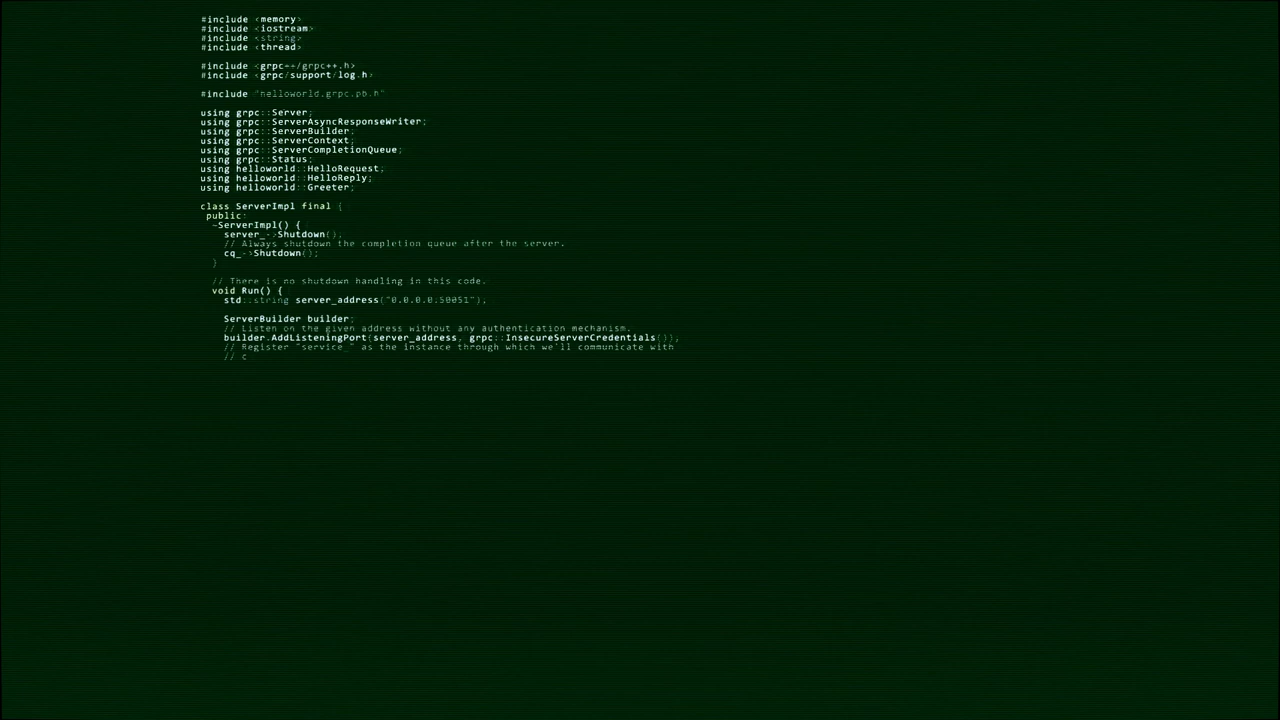 #include <memory>
#include <iostream>
#include <string>
#include <thread>
#include <grpc++/grpc++.h>
#include <grpc/support/log.h>
#include "helloworld.grpc.pb.h"
using grpc::Server;
using grpc::ServerAsyncResponseWriter;
using grpc::ServerBuilder;
using grpc::ServerContext;
using grpc::ServerCompletionQueue;
using grpc::Status;
using helloworld::HelloRequest;
using helloworld::HelloReply;
using helloworld::Greeter;
class ServerImpl final {
public:
~ServerImpl() {
server_->Shutdown();
// Always shutdown the completion queue after the server.
cq_->Shutdown();
}
// There is no shutdown handling in this code.
void Run() {
std::string server_address("0.0.0.0:50051");
ServerBuilder builder;
// Listen on the given address without any authentication mechanism.
builder.AddListeningPort(server_address, grpc::InsecureServerCredentials());
// Register "service_" as the instance through which we'll communicate with
// c